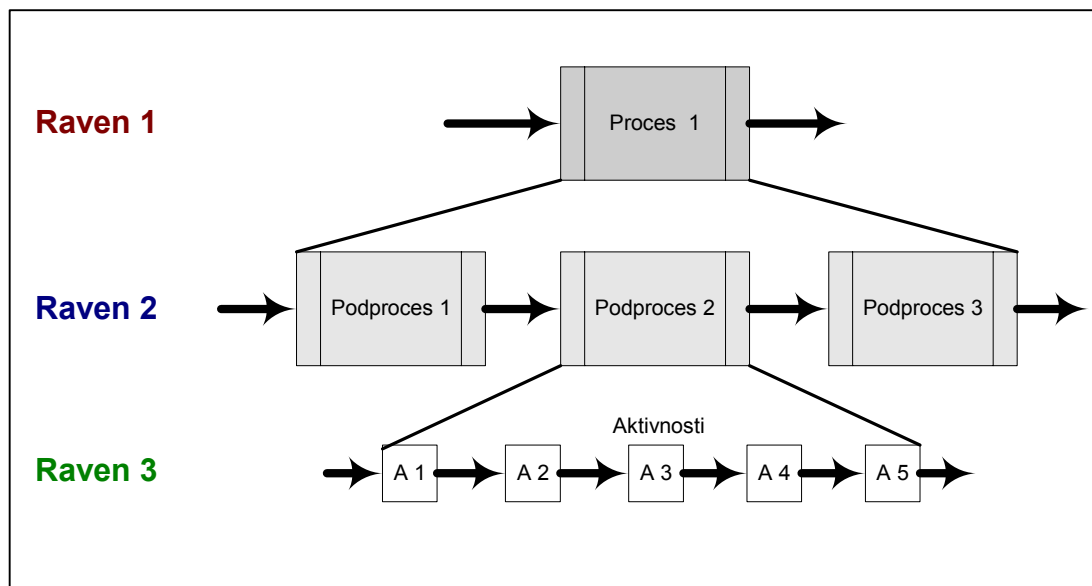 Raven 1
Proces 1
Raven 2
Podproces 1
Podproces 2
Podproces 3
Aktivnosti
Raven 3
A 1
A 2
A 3
A 4
A 5